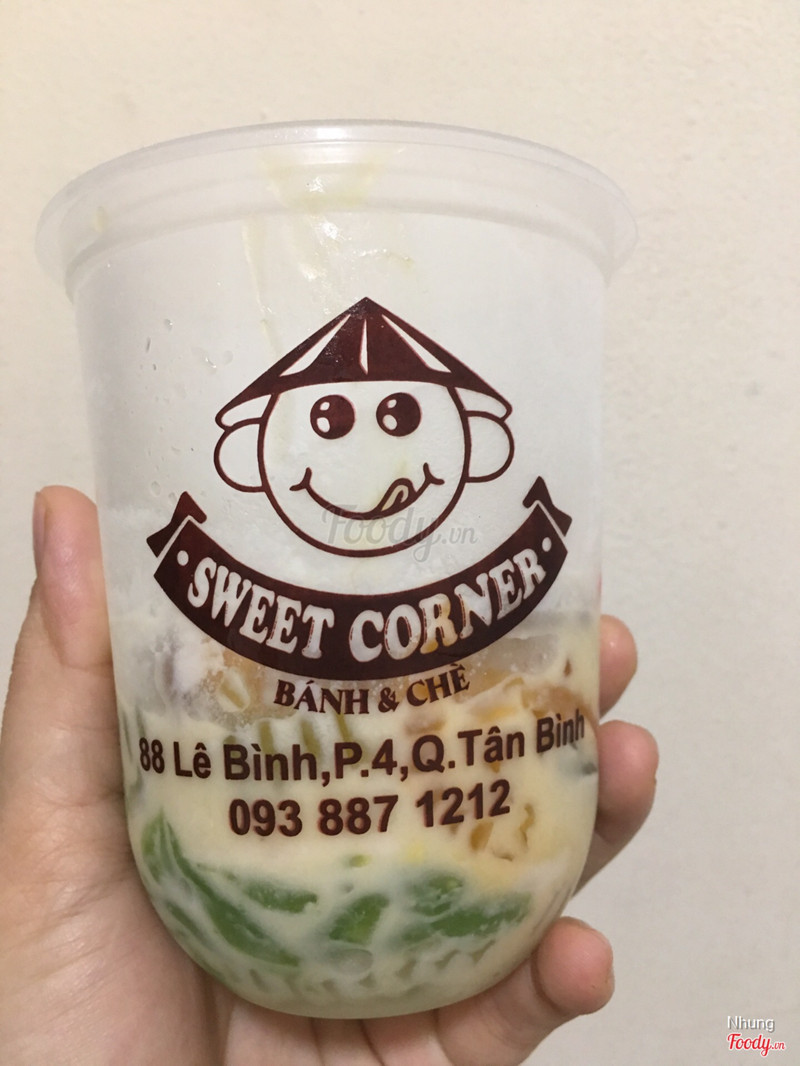 Foody.vn
SWEET CORNER
BÁNH & CHÈ
88 Lê Bình,P.4,Q.Tân Bình
093 887 1212
Nhung
Foody.vn